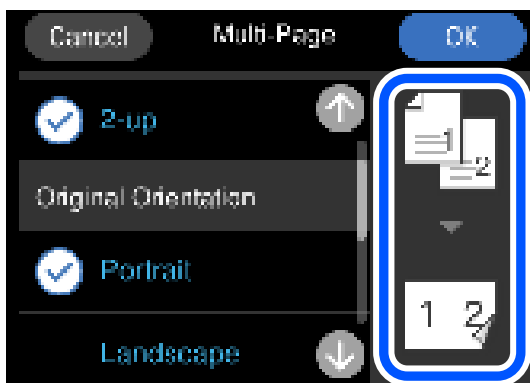 Cancel Multi-Page OK
2-up
1
2
Original Orientation
Portrait
1 2
Landscape